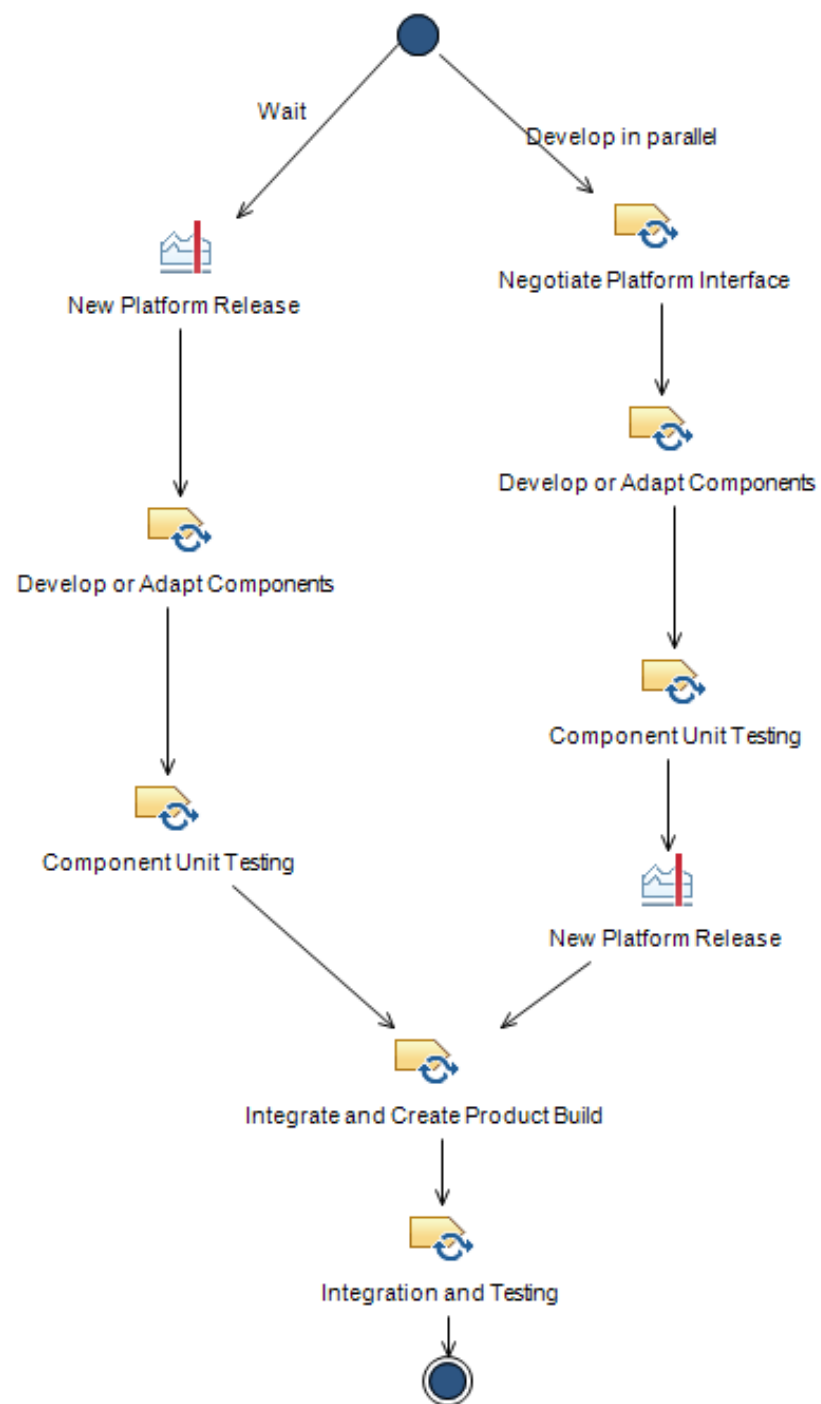 Wait
Develop in parallel
New Platform Release
Negotiate Platform Interface
Develop or Adapt Components
Develop or Adapt Components
Component Unit Testing
Component Unit Testing
New Platform Release
Integrate and Create Product Build
Integration and Testing